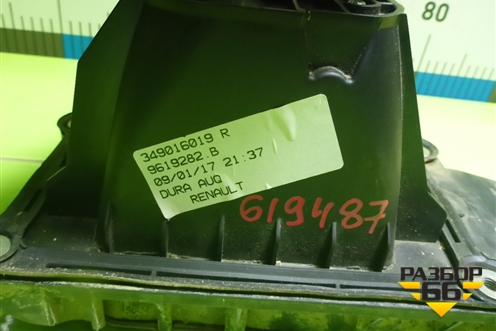 80
349016019 R
9619282.B
09/01/17 21:37
DURA AUQ
RENAULT
619487
РАЗБОР
66